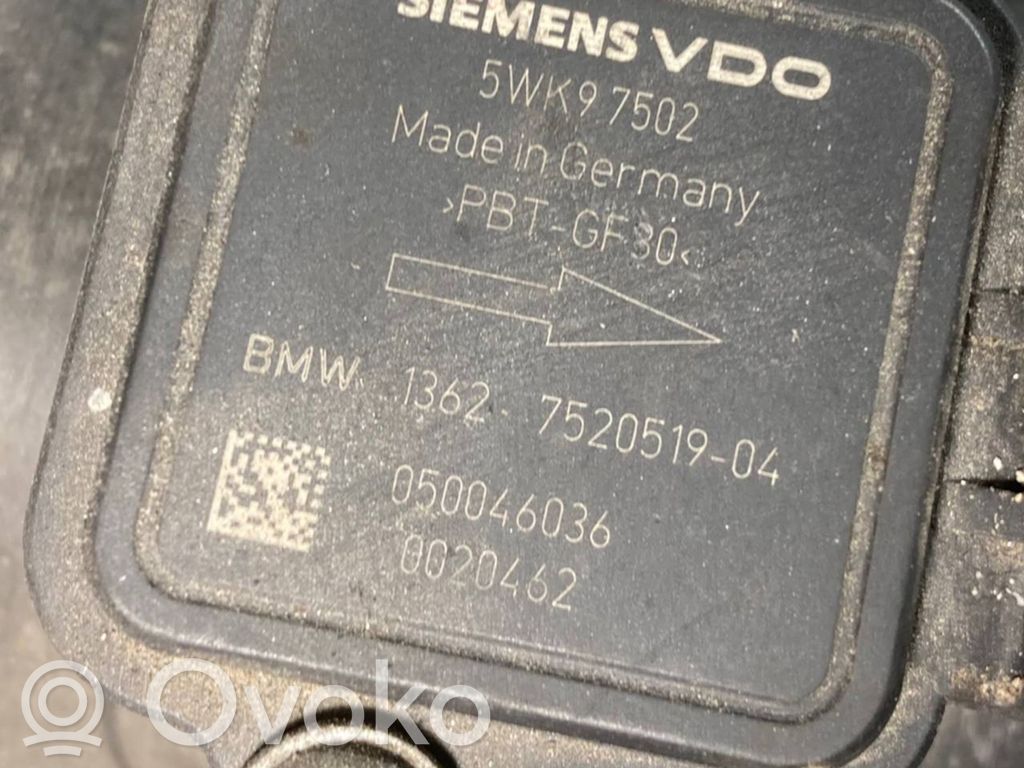 SIEMENS VDO
5WK9 7502
Made in Germany
>PBT-GF30<
BMW 1362- 7520519-04
050046036
0020462
Ovoko